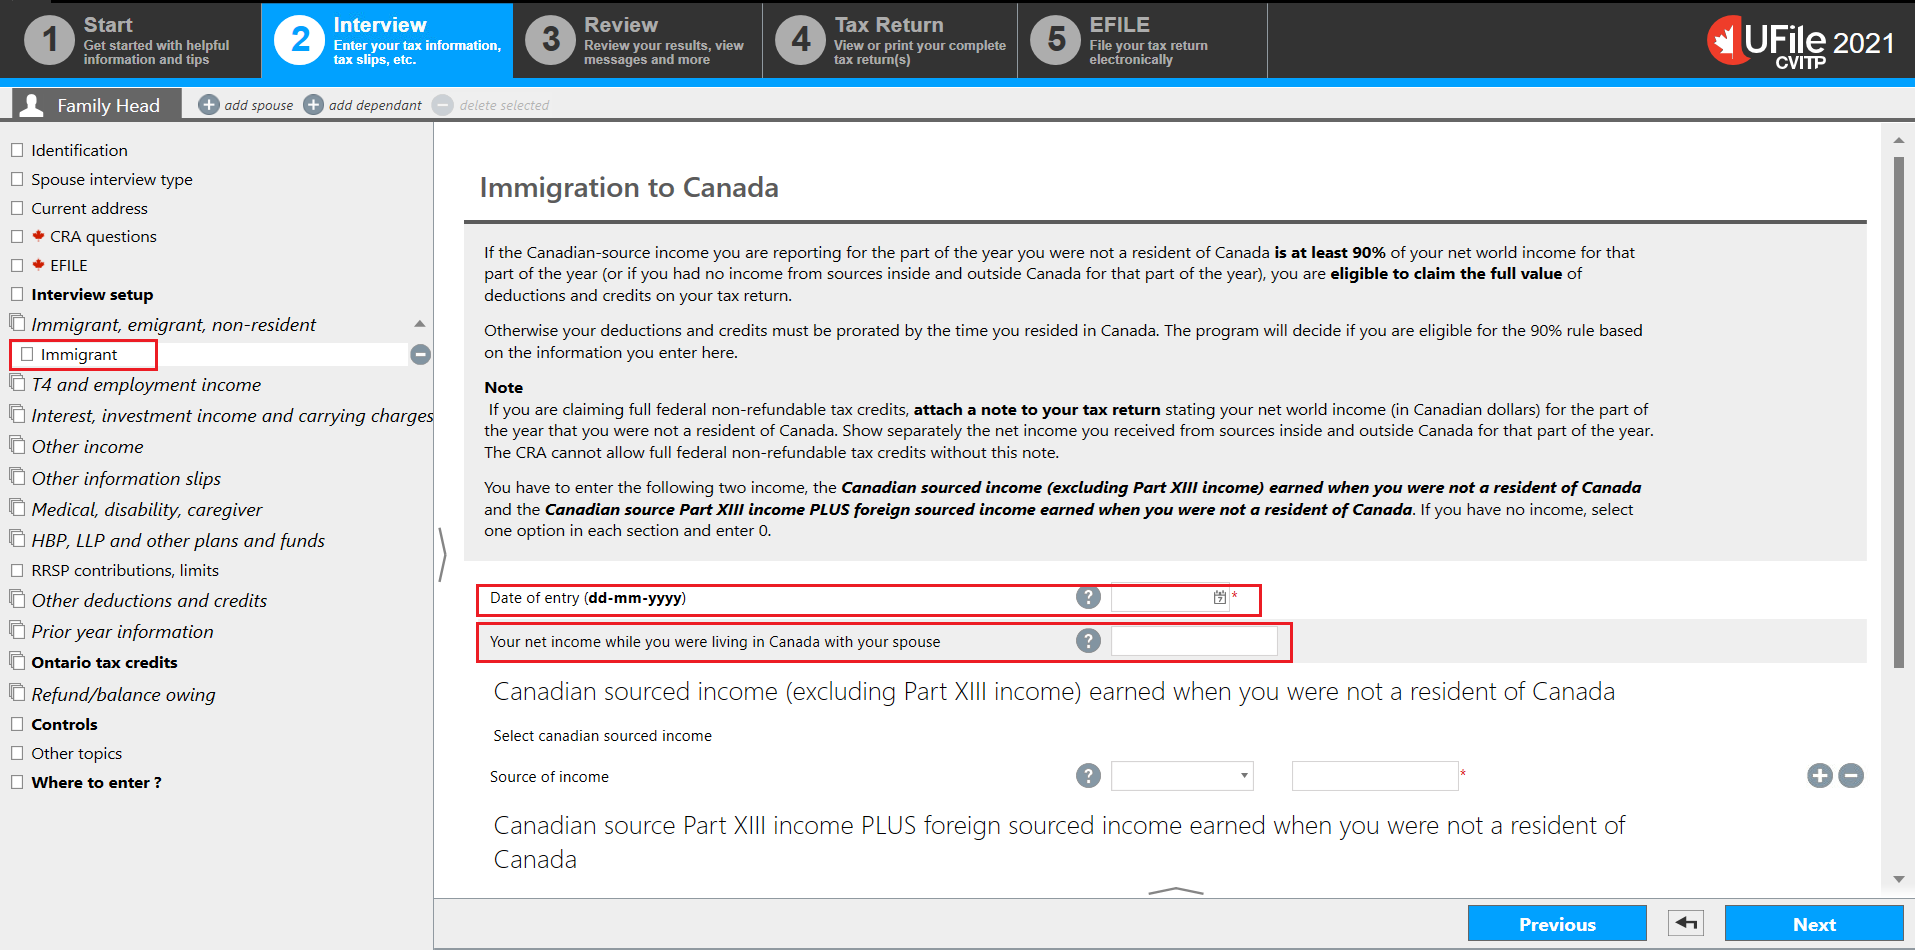 1
Start
Get started with helpful
information and tips
2
Interview
Enter your tax information,
tax slips, etc.
3
Review
Review your results, view
messages and more
4
Tax Return
View or print your complete
tax return(s)
5
EFILE
File your tax return
electronically
UFile 2021
CVITP
Family Head
add spouse
add dependant
delete selected
Identification
Spouse interview type
Current address
CRA questions
EFILE
Interview setup
Immigrant, emigrant, non-resident
Immigrant
T4 and employment income
Interest, investment income and carrying charges
Other income
Other information slips
Medical, disability, caregiver
HBP, LLP and other plans and funds
RRSP contributions, limits
Other deductions and credits
Prior year information
Ontario tax credits
Refund/balance owing
Controls
Other topics
Where to enter ?
Immigration to Canada
If the Canadian-source income you are reporting for the part of the year you were not a resident of Canada is at least 90% of your net world income for that
part of the year (or if you had no income from sources inside and outside Canada for that part of the year), you are eligible to claim the full value of
deductions and credits on your tax return.
Otherwise your deductions and credits must be prorated by the time you resided in Canada. The program will decide if you are eligible for the 90% rule based
on the information you enter here.
Note
If you are claiming full federal non-refundable tax credits, attach a note to your tax return stating your net world income (in Canadian dollars) for the part of
the year that you were not a resident of Canada. Show separately the net income you received from sources inside and outside Canada for that part of the year.
The CRA cannot allow full federal non-refundable tax credits without this note.
You have to enter the following two income, the Canadian sourced income (excluding Part XIII income) earned when you were not a resident of Canada
and the Canadian source Part XIII income PLUS foreign sourced income earned when you were not a resident of Canada. If you have no income, select
one option in each section and enter 0.
Date of entry (dd-mm-yyyy) ? 7 *
Your net income while you were living in Canada with your spouse ?
Canadian sourced income (excluding Part XIII income) earned when you were not a resident of Canada
Select canadian sourced income
Source of income ? *
Canadian source Part XIII income PLUS foreign sourced income earned when you were not a resident of
Canada
Previous
Next